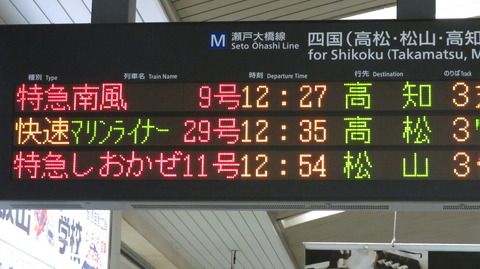 M 瀬戸大橋線 四国(高松・松山・高知
Seto Ōhashi Line for Shikoku (Takamatsu, M
種別 Type 列車名 Train Name 時刻 Departure Time 行先 Destination のりば Track
特急南風 9号 12:27 高知 3
快速マリンライナー 29号 12:35 高松 3
特急しおかぜ 11号 12:54 松山 3
学校